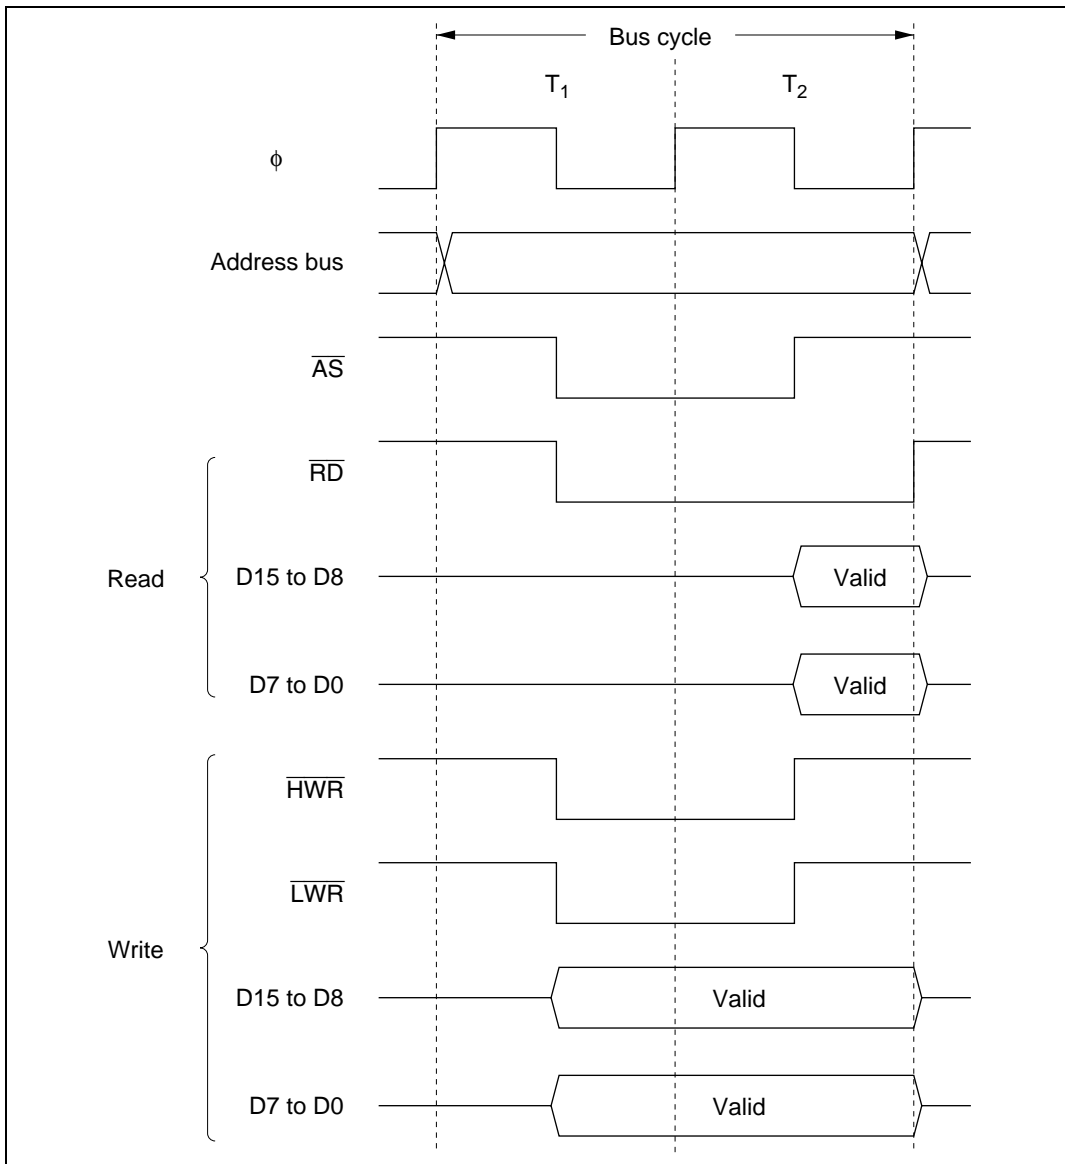 Bus cycle
T1 T2
ϕ
Address bus
AS
RD
Read
D15 to D8 Valid
D7 to D0 Valid
HWR
LWR
Write
D15 to D8 Valid
D7 to D0 Valid